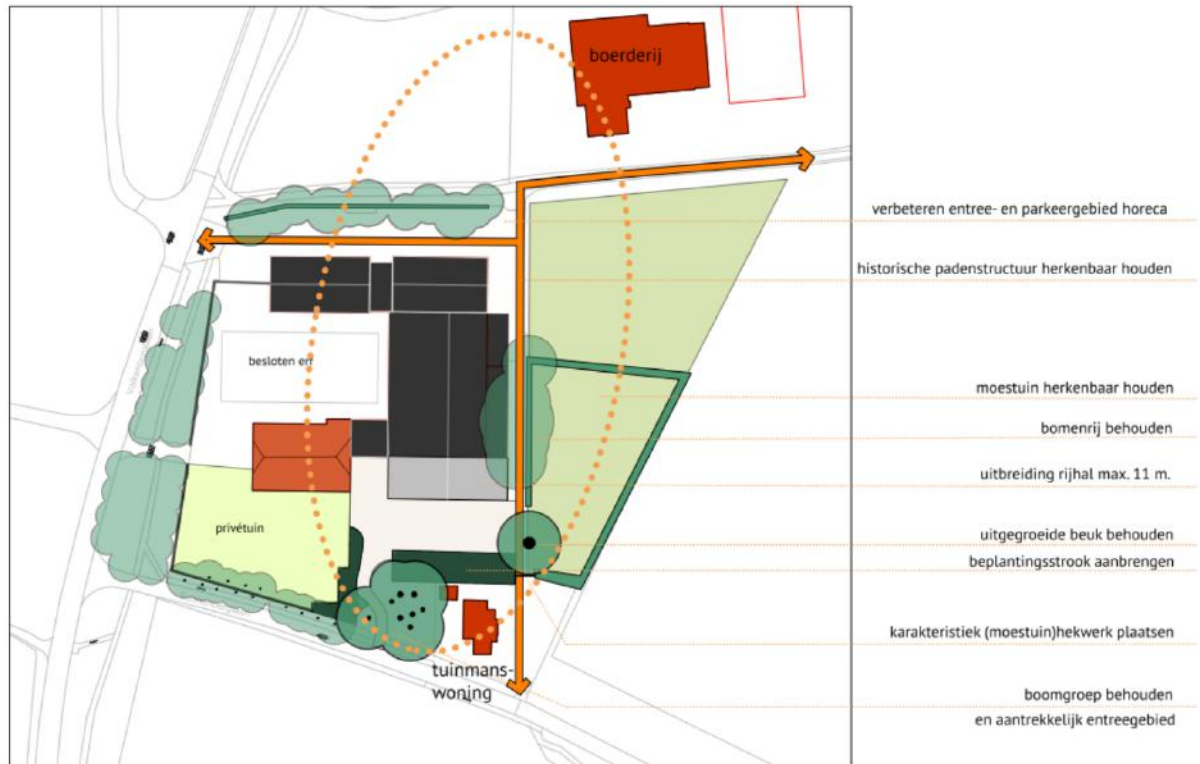 boerderij
verbeteren entree- en parkeergebied horeca
historische padenstructuur herkenbaar houden
besloten erf
moestuin herkenbaar houden
bomenrij behouden
uitbreiding rijhal max. 11 m.
privétuin
uitgegroeide beuk behouden
beplantingsstrook aanbrengen
karakteristiek (moestuin)hekwerk plaatsen
tuinmans-
woning
boomgroep behouden
en aantrekkelijk entreegebied